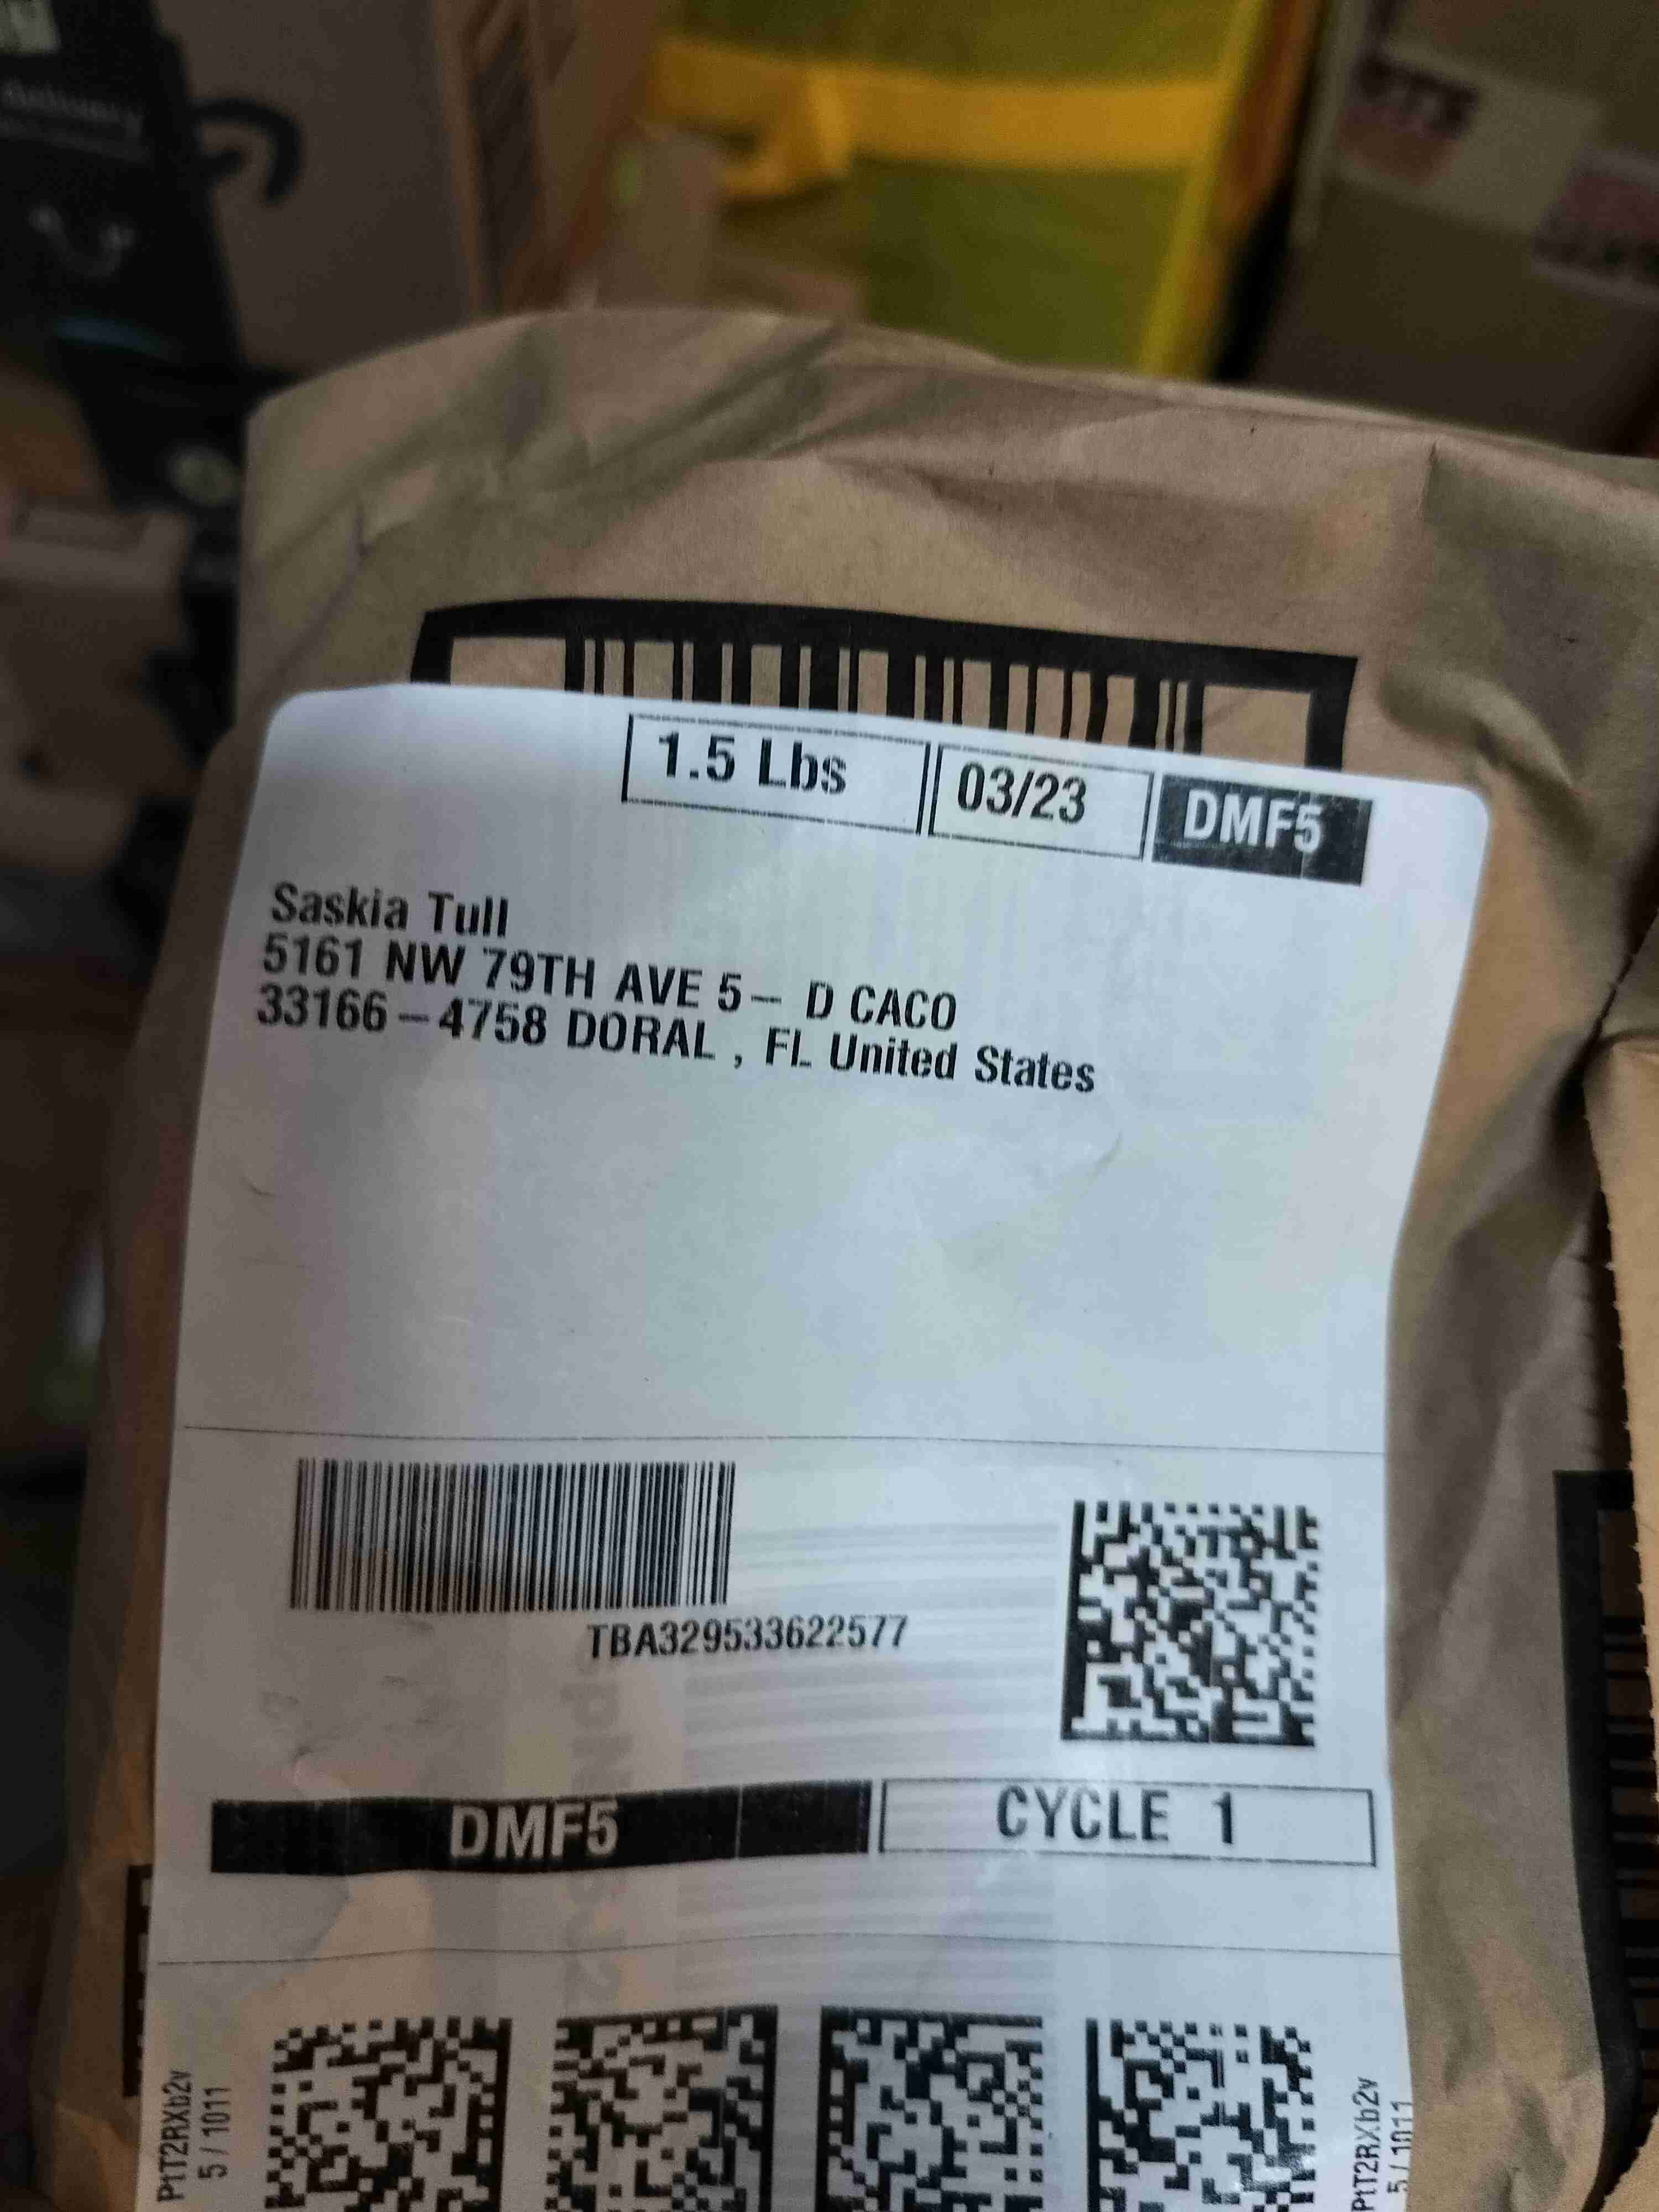 delivery
1.5 Lbs 03/23 DMF5
Saskia Tull
5161 NW 79TH AVE 5- D CACO
33166-4758 DORAL , FL United States
TBA329533622577
DMF5 CYCLE 1
PtT2RXb2v
5 / 1011
PtT2RXb2v
5 / 1011